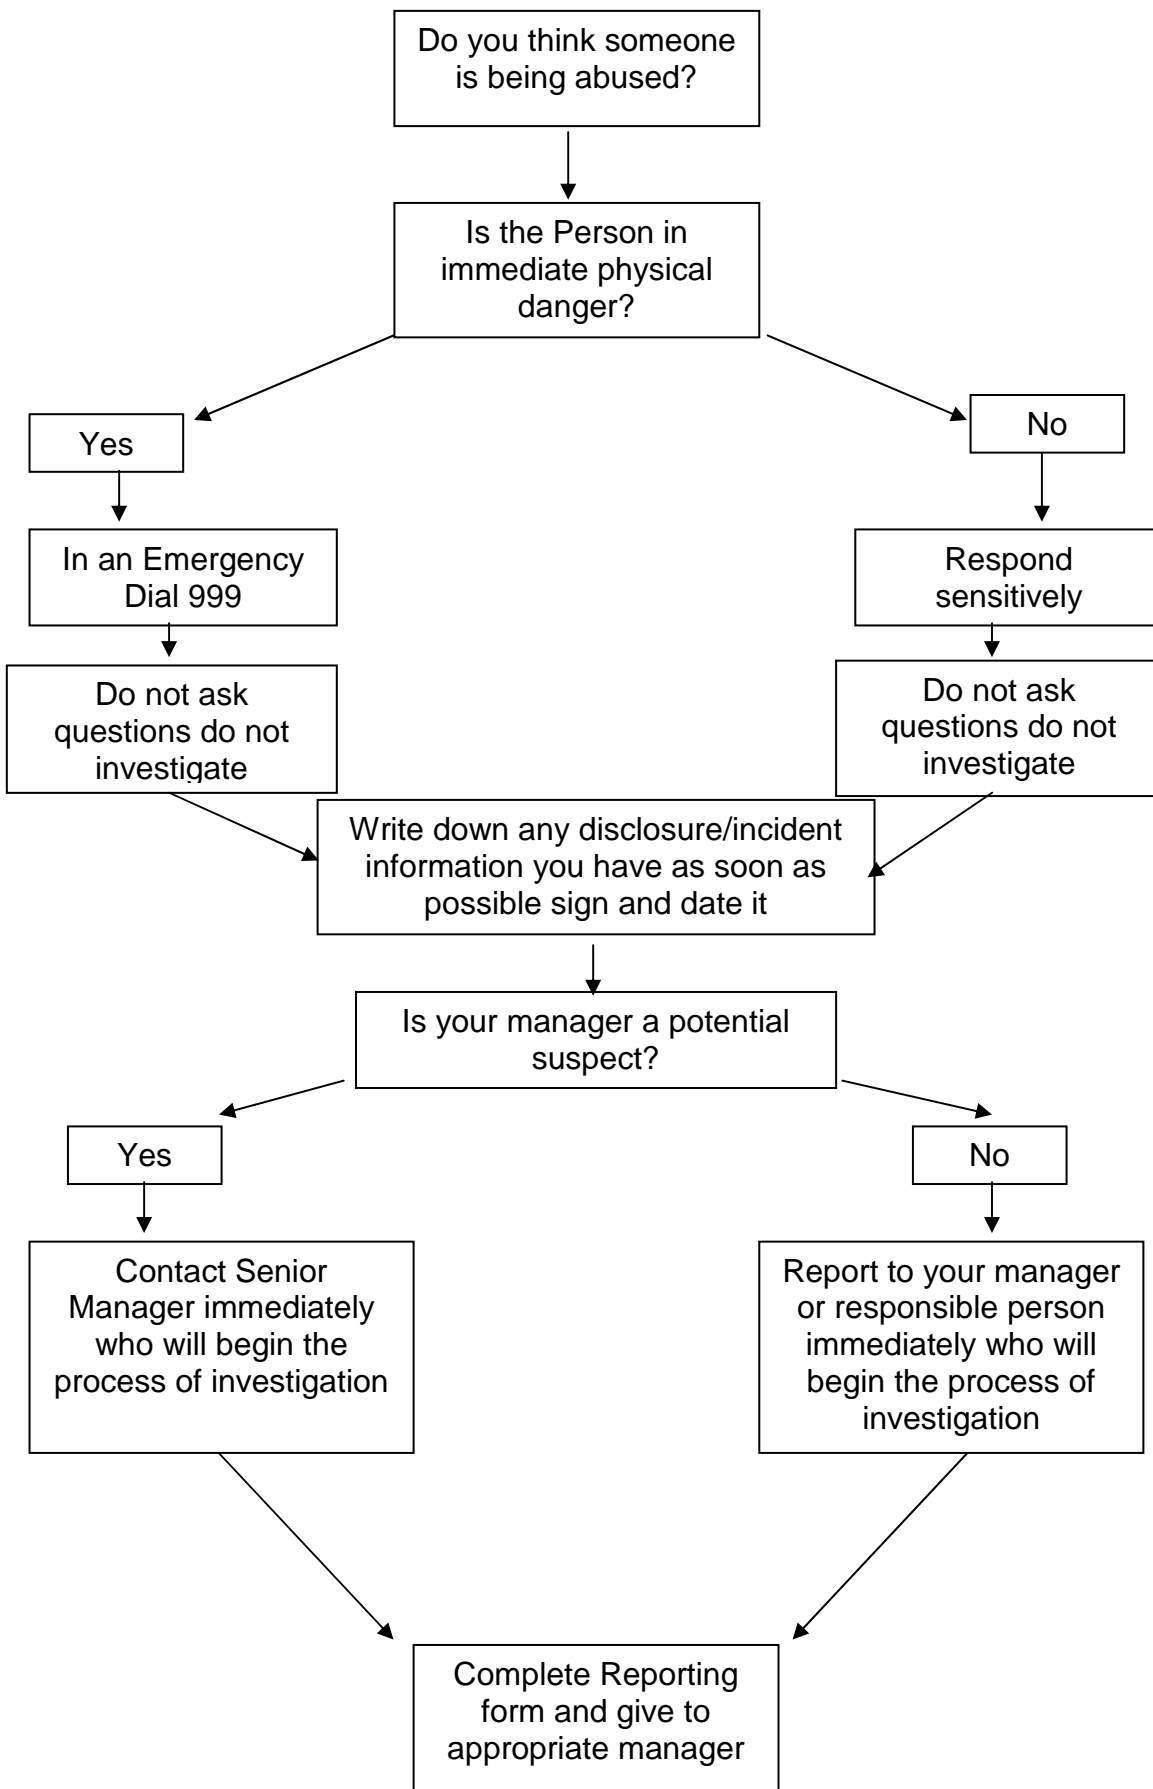 Do you think someone
is being abused?
Is the Person in
immediate physical
danger?
Yes
No
In an Emergency
Dial 999
Respond
sensitively
Do not ask
questions do not
investigate
Do not ask
questions do not
investigate
Write down any disclosure/incident
information you have as soon as
possible sign and date it
Is your manager a potential
suspect?
Yes
No
Contact Senior
Manager immediately
who will begin the
process of investigation
Report to your manager
or responsible person
immediately who will
begin the process of
investigation
Complete Reporting
form and give to
appropriate manager